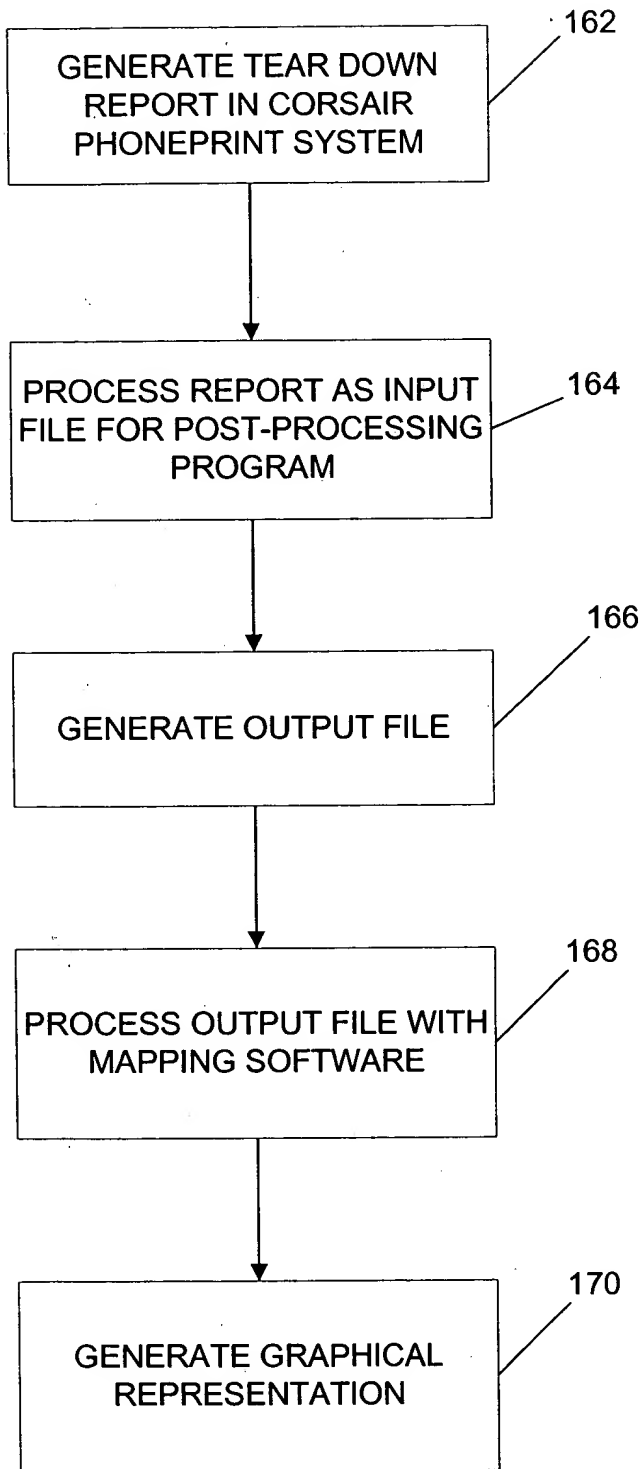 162
GENERATE TEAR DOWN
REPORT IN CORSAIR
PHONEPRINT SYSTEM
164
PROCESS REPORT AS INPUT
FILE FOR POST-PROCESSING
PROGRAM
166
GENERATE OUTPUT FILE
168
PROCESS OUTPUT FILE WITH
MAPPING SOFTWARE
170
GENERATE GRAPHICAL
REPRESENTATION